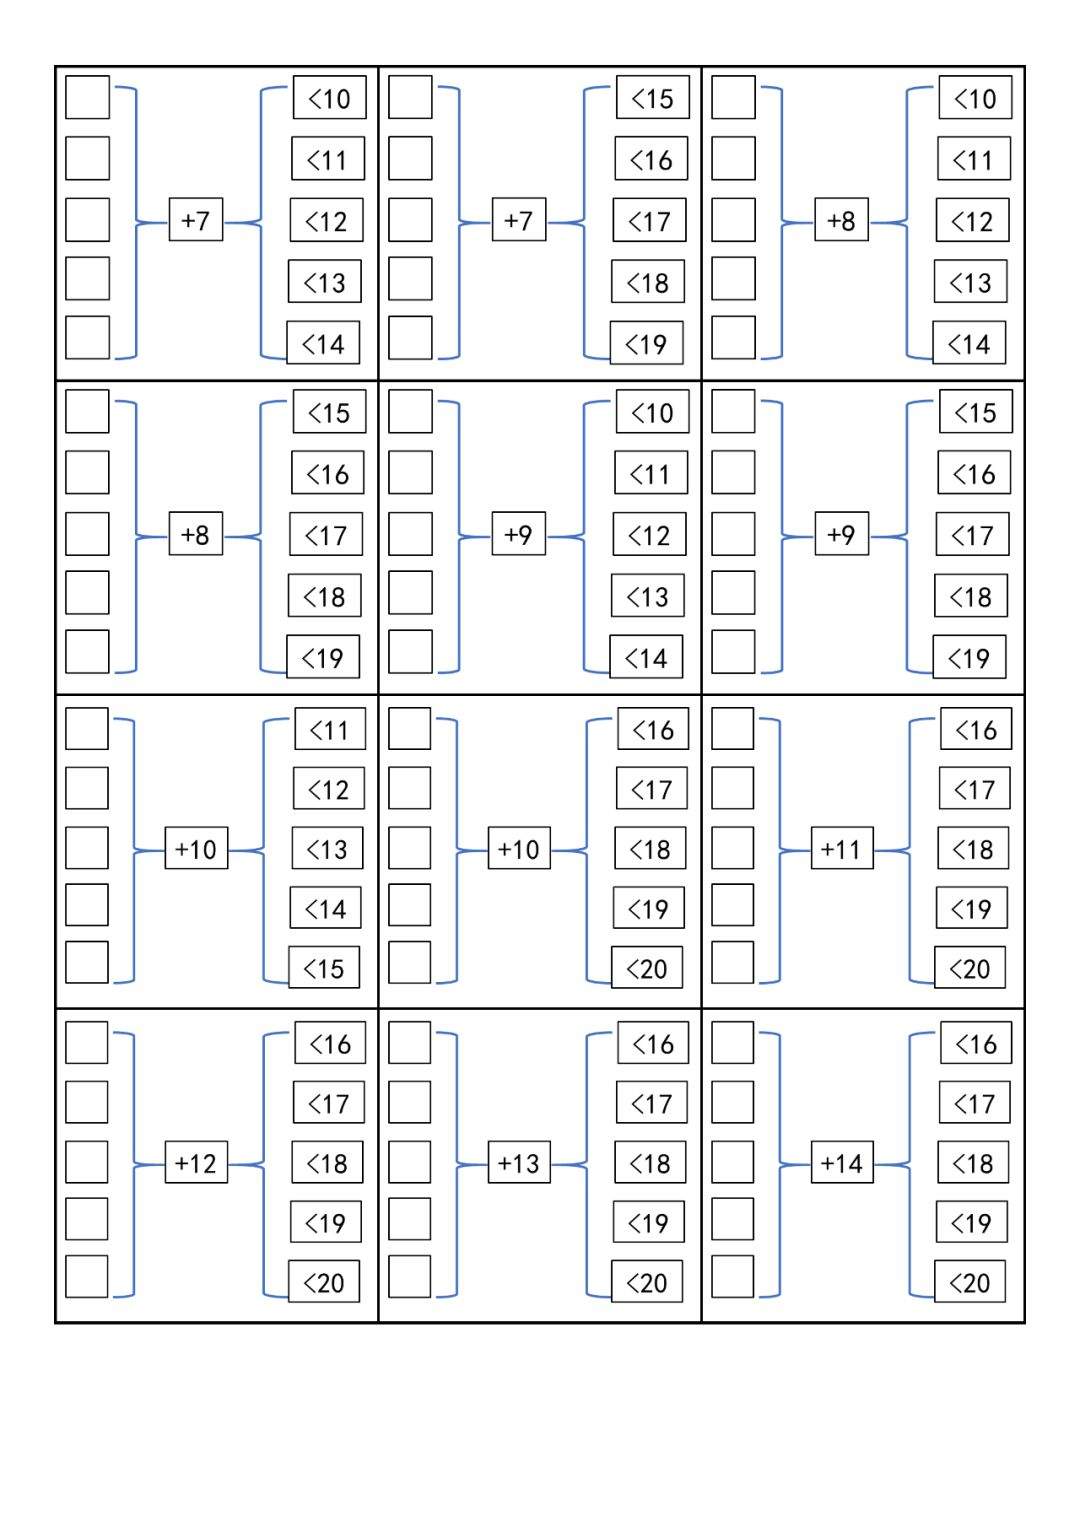 <10 <15 <10
<11 <16 <11
+7 <12 +7 <17 +8 <12
<13 <18 <13
<14 <19 <14
<15 <10 <15
<16 <11 <16
+8 <17 +9 <12 +9 <17
<18 <13 <18
<19 <14 <19
<11 <16 <16
<12 <17 <17
+10 <13 +10 <18 +11 <18
<14 <19 <19
<15 <20 <20
<16 <16 <16
<17 <17 <17
+12 <18 +13 <18 +14 <18
<19 <19 <19
<20 <20 <20